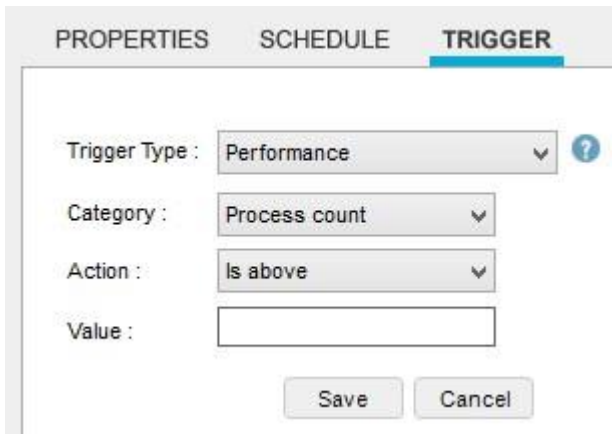 PROPERTIES SCHEDULE TRIGGER
Trigger Type : Performance ?
Category : Process count
Action : Is above
Value :
Save Cancel